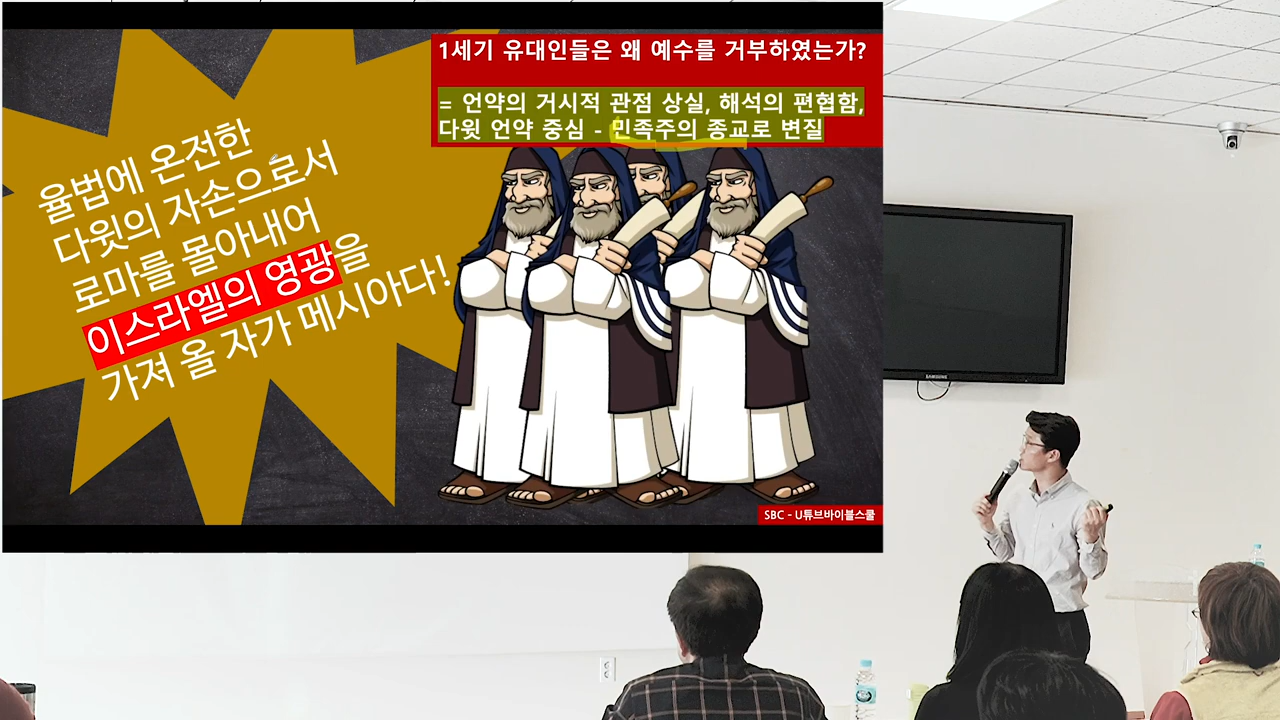 1세기 유대인들은 왜 예수를 거부하였는가?
= 언약의 거시적 관점 상실, 해석의 편협함,
다윗 언약 중심 - 민족주의 종교로 변질
율법에 온전한
다윗의 자손으로서
로마를 몰아내어
이스라엘의 영광을
가져 올 자가 메시아다!
SBC - U튜브바이블스쿨
SAMSUNG